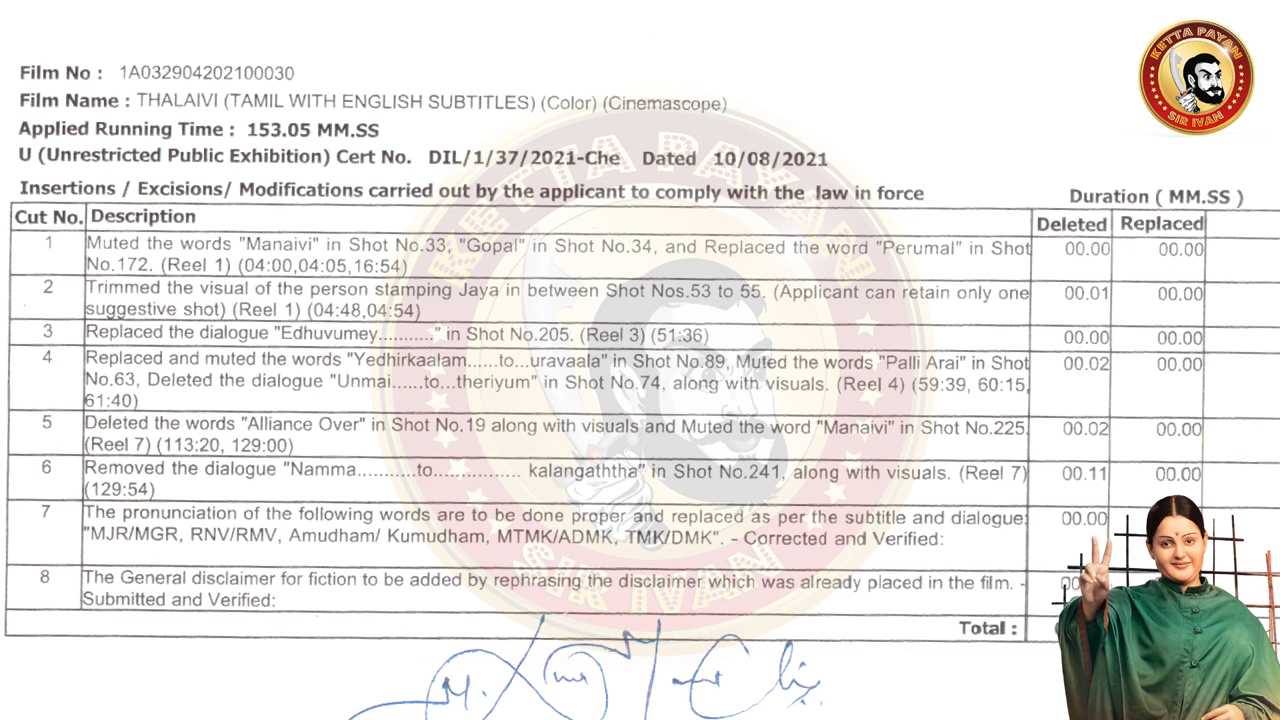 KETTA PAYAN
SIR IVAN
Film No : 1A032904202100030
Film Name : THALAIVI (TAMIL WITH ENGLISH SUBTITLES) (Color) (Cinemascope)
Applied Running Time : 153.05 MM.SS
U (Unrestricted Public Exhibition) Cert No. DIL/1/37/2021-Che Dated 10/08/2021
Insertions / Excisions/ Modifications carried out by the applicant to comply with the law in force Duration ( MM.SS )
Cut No. Description Deleted Replaced
1 Muted the words "Manaivi" in Shot No.33, "Gopal" in Shot No.34, and Replaced the word "Perumal" in Shot 00.00 00.00
No.172. (Reel 1) (04:00,04:05,16:54)
2 Trimmed the visual of the person stamping Jaya in between Shot Nos.53 to 55. (Applicant can retain only one 00.01 00.00
suggestive shot) (Reel 1) (04:48,04:54)
3 Replaced the dialogue "Edhuvumey..........." in Shot No.205. (Reel 3) (51:36) 00.00 00.00
4 Replaced and muted the words "Yedhirkaalam.......to...uravaala" in Shot No.89, Muted the words "Palli Arai" in Shot 00.02 00.00
No.63, Deleted the dialogue "Unmai......to...theriyum" in Shot No.74, along with visuals. (Reel 4) (59:39, 60:15,
61:40)
5 Deleted the words "Alliance Over" in Shot No.19 along with visuals and Muted the word "Manaivi" in Shot No.225. 00.02 00.00
(Reel 7) (113:20, 129:00)
6 Removed the dialogue "Namma...........to................ kalangaththa" in Shot No.241, along with visuals. (Reel 7) 00.11 00.00
(129:54)
7 The pronunciation of the following words are to be done proper and replaced as per the subtitle and dialogue: 00.00
"MJR/MGR, RNV/RMV, Amudham/ Kumudham, MTMK/ADMK, TMK/DMK". - Corrected and Verified:
8 The General disclaimer for fiction to be added by rephrasing the disclaimer which was already placed in the film. -
Submitted and Verified:
Total :
KETTA PAYAN
SIR IVAN